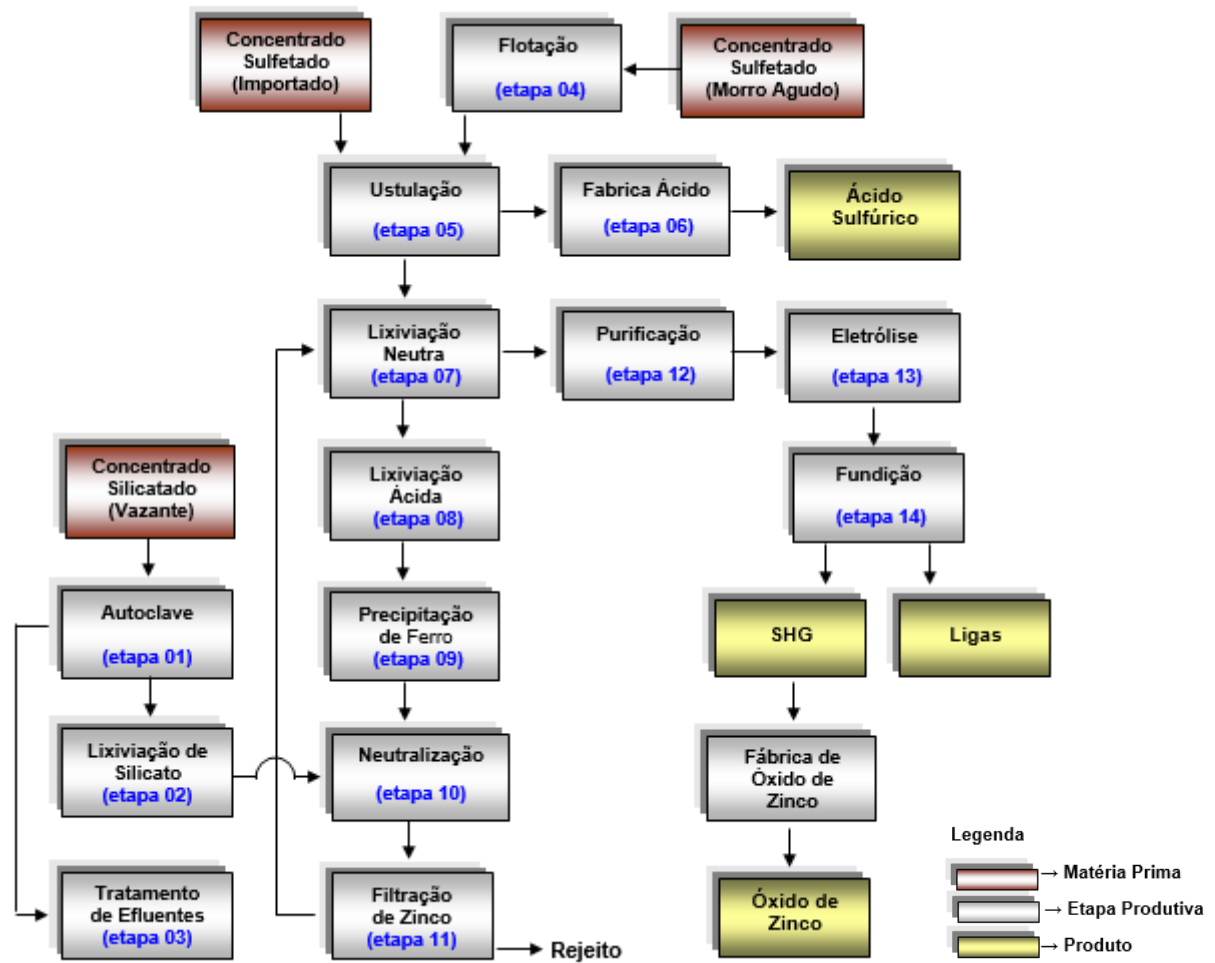 Concentrado
Sulfetado
(Importado)
Flotação
(etapa 04)
Concentrado
Sulfetado
(Morro Agudo)
Ustulação
(etapa 05)
Fabrica Ácido
(etapa 06)
Ácido
Sulfúrico
Lixiviação
Neutra
(etapa 07)
Purificação
(etapa 12)
Eletrólise
(etapa 13)
Concentrado
Silicatado
(Vazante)
Lixiviação
Ácida
(etapa 08)
Fundição
(etapa 14)
Autoclave
(etapa 01)
Precipitação
de Ferro
(etapa 09)
SHG
Ligas
Lixiviação de
Silicato
(etapa 02)
Neutralização
(etapa 10)
Fábrica de
Óxido de
Zinco
Tratamento
de Efluentes
(etapa 03)
Filtração
de Zinco
(etapa 11)
Rejeito
Óxido de
Zinco
Legenda
→ Matéria Prima
→ Etapa Produtiva
→ Produto